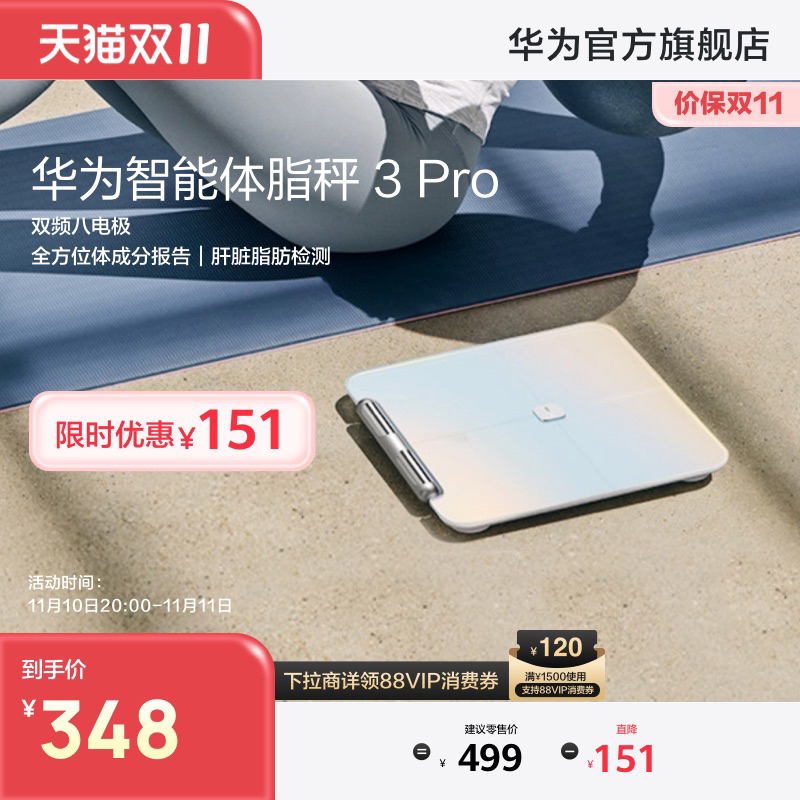 天猫双11
华为官方旗舰店
价保双11
华为智能体脂秤 3 Pro
双频八电极
全方位体成分报告｜肝脏脂肪检测
限时优惠¥151
活动时间：
11月10日20:00-11月11日
到手价
¥348
下拉商详领88VIP消费券
¥120
满¥1500使用
支持88VIP消费券
建议零售价
= ¥499
直降
- ¥151